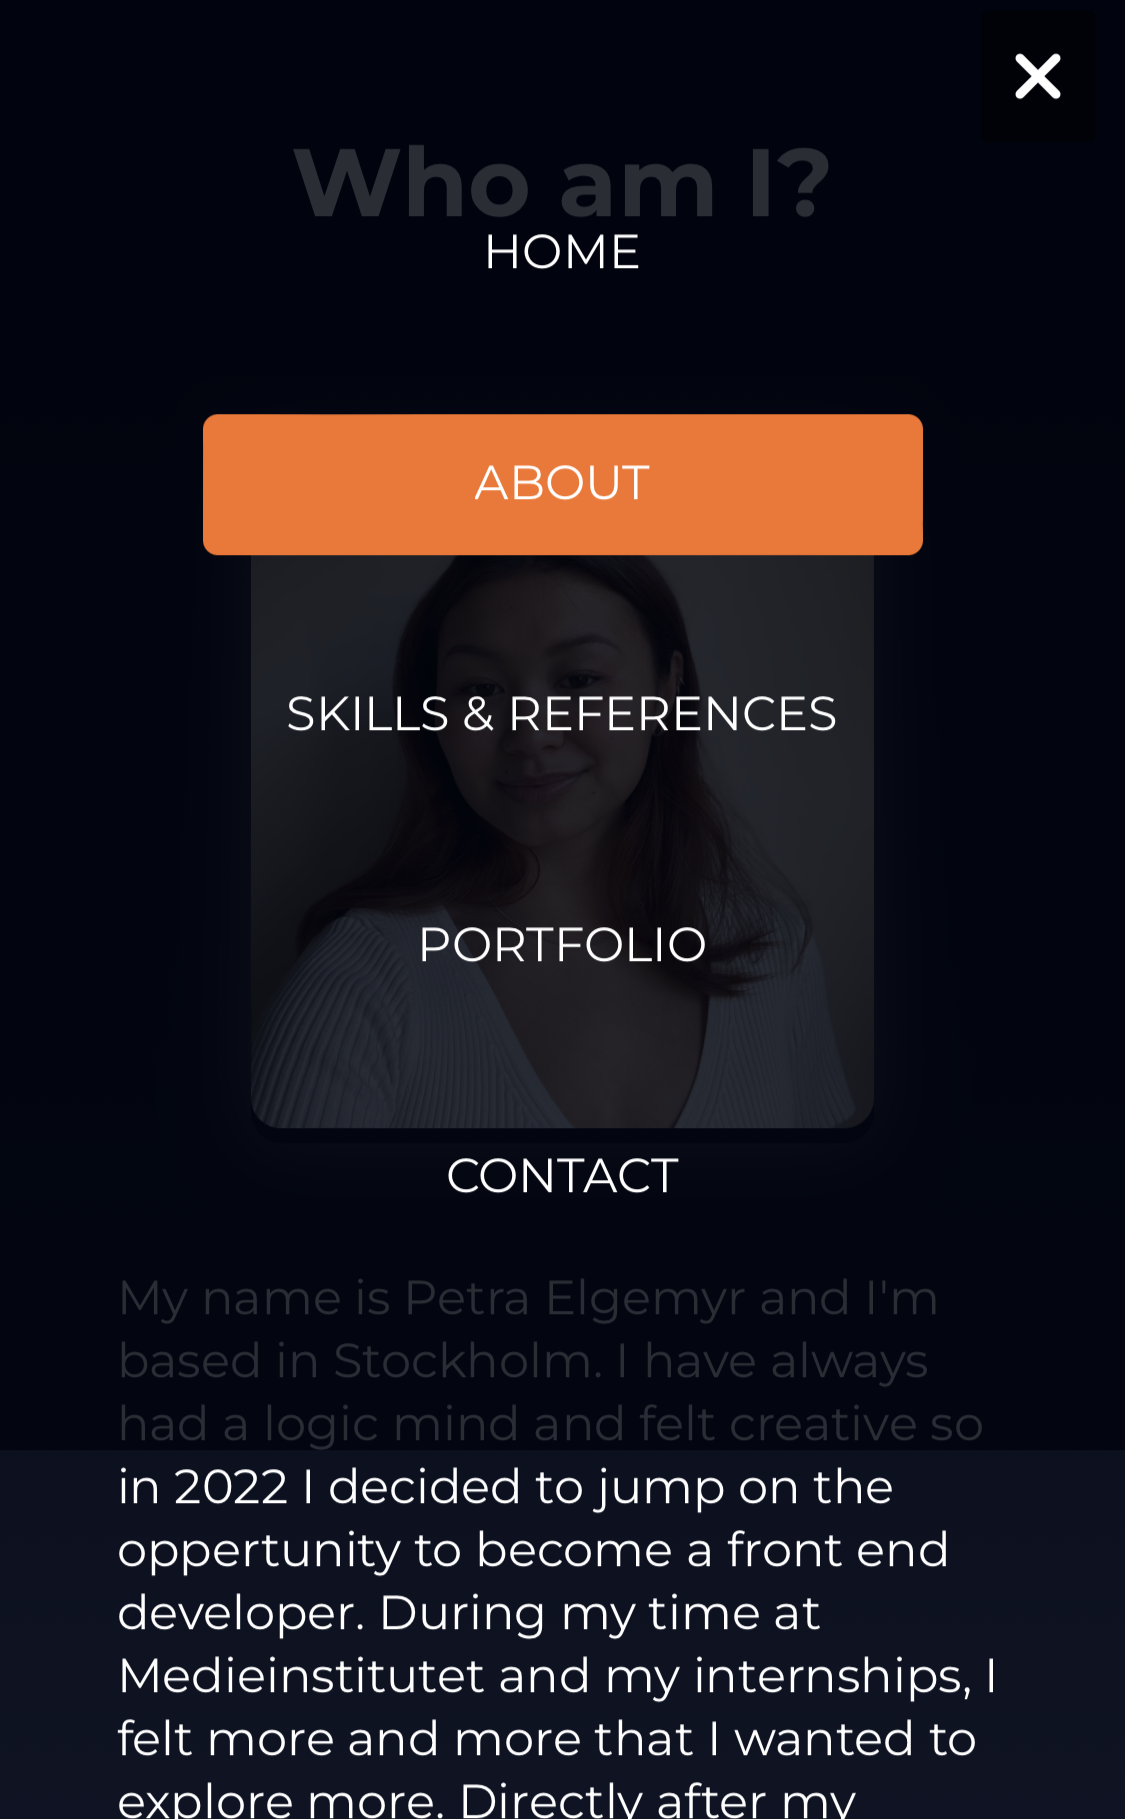 Who am I?
HOME
ABOUT
SKILLS & REFERENCES
PORTFOLIO
CONTACT
My name is Petra Elgemyr and I'm
based in Stockholm. I have always
had a logic mind and felt creative so
in 2022 I decided to jump on the
oppertunity to become a front end
developer. During my time at
Medieinstitutet and my internships, I
felt more and more that I wanted to
explore more. Directly after my